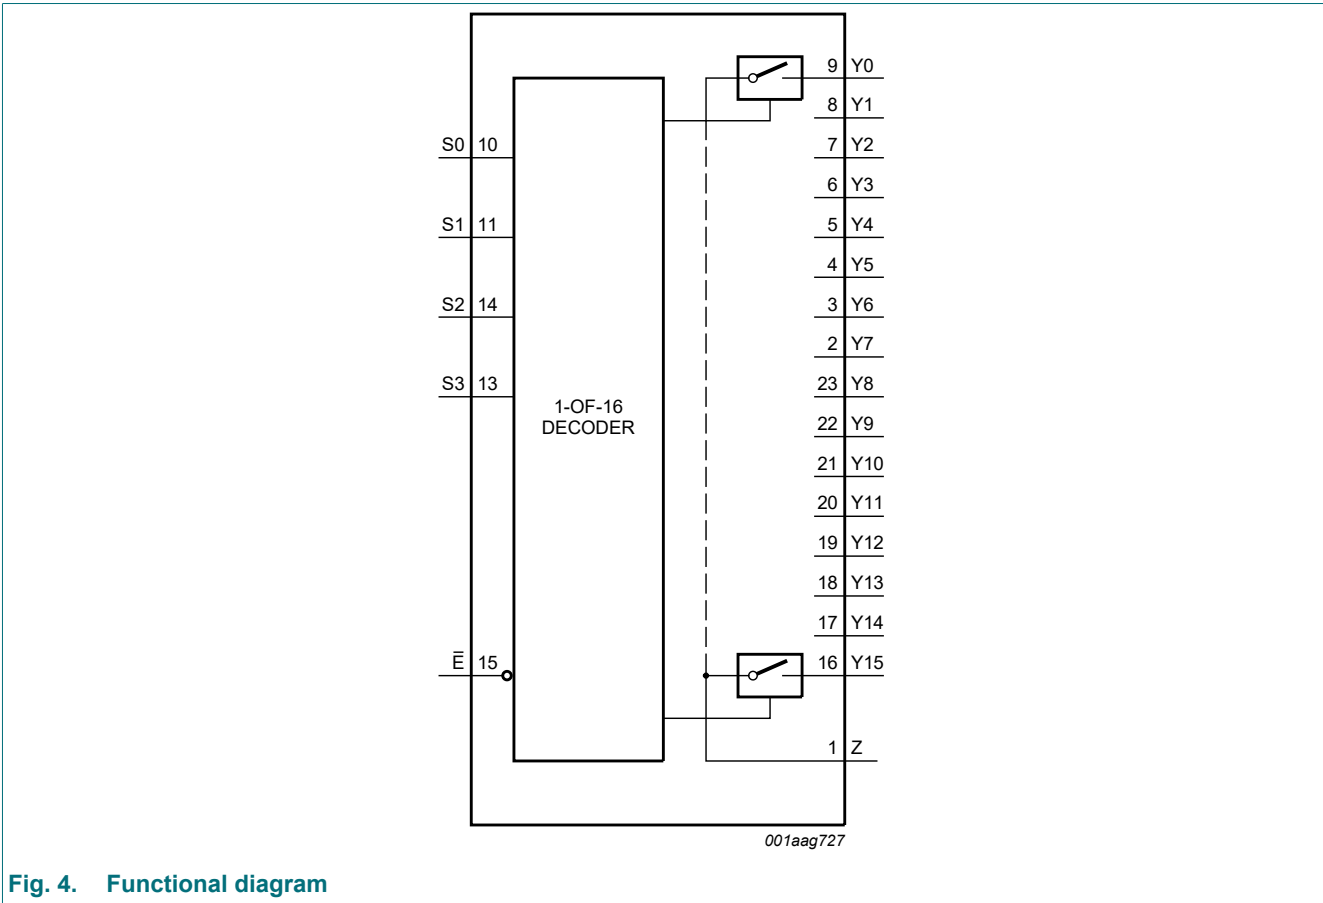 9 Y0
8 Y1
S0 10
7 Y2
6 Y3
S1 11
5 Y4
4 Y5
S2 14
3 Y6
2 Y7
S3 13
23 Y8
1-OF-16
DECODER
22 Y9
21 Y10
20 Y11
19 Y12
18 Y13
17 Y14
E̅ 15
16 Y15
1 Z
001aag727
Fig. 4. Functional diagram